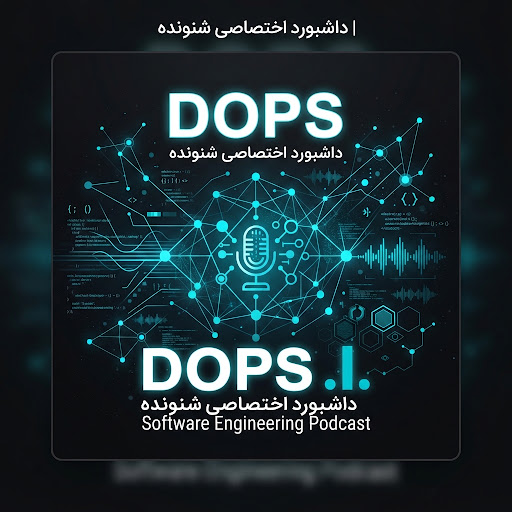 داشبورد اختصاصی شنونده |
DOPS
داشبورد اختصاصی شنونده
DOPS .I.
داشبورد اختصاصی شنونده
Software Engineering Podcast
Software Engineering Podcast